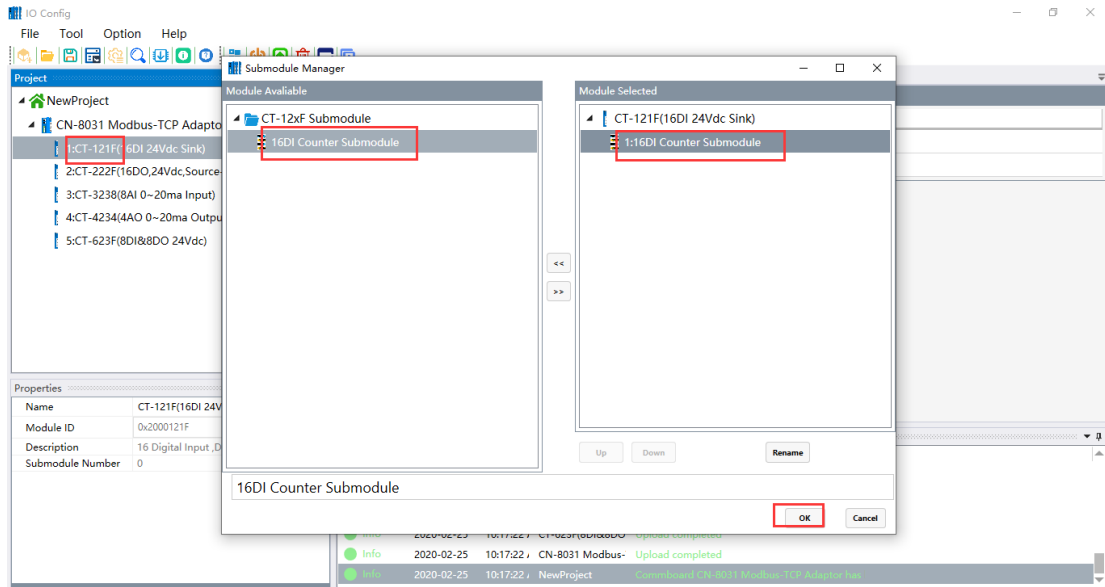 IO Config
File Tool Option Help
Submodule Manager
Project
Module Avaliable
Module Selected
NewProject
CT-12xF Submodule
CT-121F(16DI 24Vdc Sink)
CN-8031 Modbus-TCP Adapto
16DI Counter Submodule
1:16DI Counter Submodule
1:CT-121F(16DI 24Vdc Sink)
2:CT-222F(16DO,24Vdc,Source-
3:CT-3238(8AI 0~20ma Input)
4:CT-4234(4AO 0~20ma Outpu
5:CT-623F(8DI&8DO 24Vdc)
<<
>>
Properties
Name CT-121F(16DI 24V
Module ID 0x2000121F
Description 16 Digital Input ,D
Submodule Number 0
Up Down Rename
16DI Counter Submodule
OK Cancel
Info 2020-02-25 10:17:22 CT-623F(8DI&8DO Upload completed
Info 2020-02-25 10:17:22 CN-8031 Modbus- Upload completed
Info 2020-02-25 10:17:22 NewProject Commboard CN-8031 Modbus-TCP Adaptor has